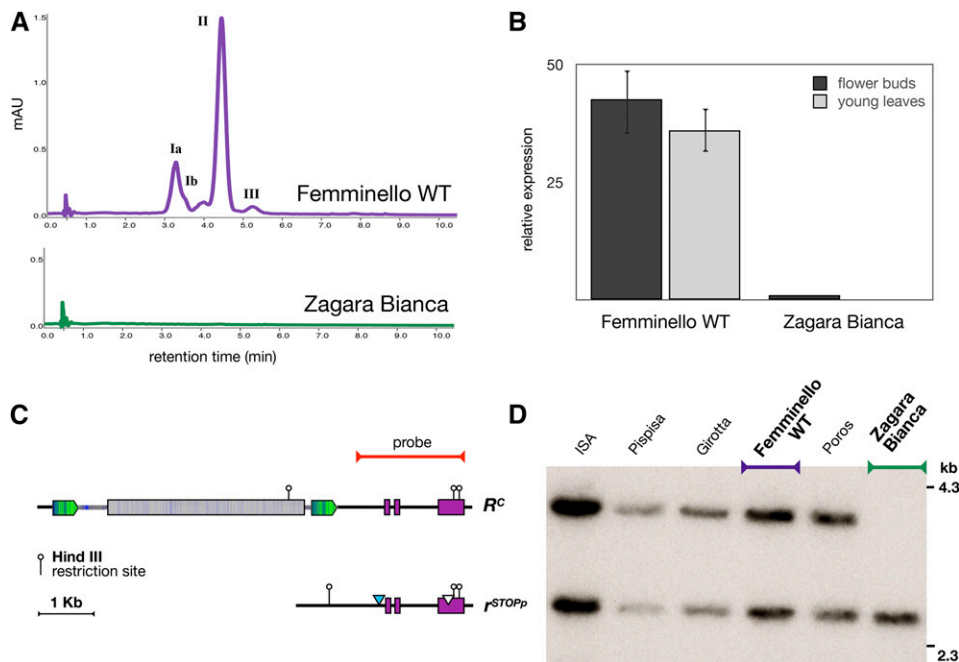 A
mAU
1.5
1.0
0.5
0.0
Ia
Ib
II
III
Femminello WT
0.0 1.0 2.0 3.0 4.0 5.0 6.0 7.0 8.0 9.0 10.0
0.5
0.0
Zagara Bianca
0.0 1.0 2.0 3.0 4.0 5.0 6.0 7.0 8.0 9.0 10.0
retention time (min)
B
relative expression
50
25
flower buds
young leaves
Femminello WT
Zagara Bianca
C
probe
R^C
Hind III
restriction site
1 Kb
r^STOPp
D
ISA
Pispisa
Girotta
Femminello
WT
Poros
Zagara
Bianca
kb
4.3
2.3